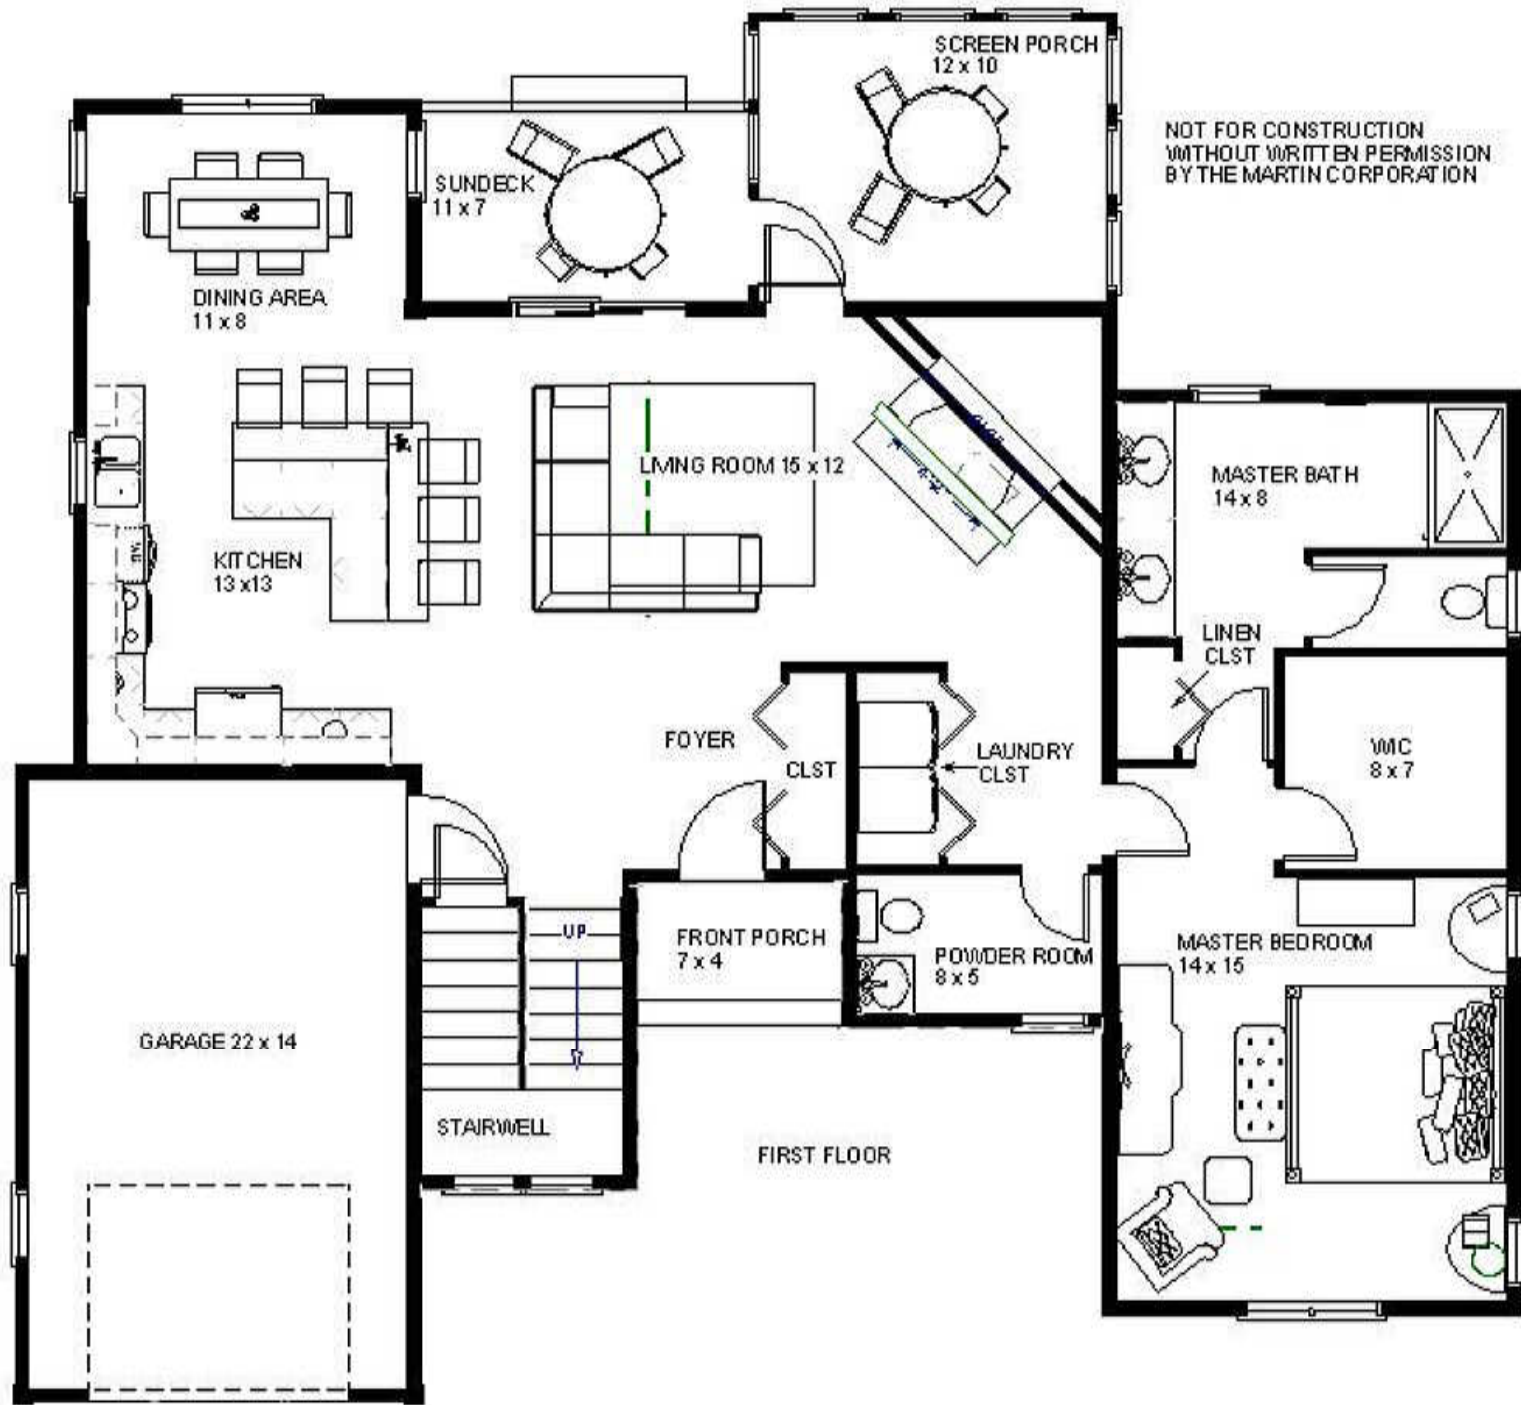 SCREEN PORCH
12 x 10
NOT FOR CONSTRUCTION
WITHOUT WRITTEN PERMISSION
BY THE MARTIN CORPORATION
SUNDECK
11 x 7
DINING AREA
11 x 8
LIVING ROOM 15 x 12
MASTER BATH
14 x 8
KITCHEN
13 x13
LINEN
CLST
FOYER
CLST
LAUNDRY
CLST
WIC
8 x 7
UP
FRONT PORCH
7 x 4
POWDER ROOM
8 x 5
MASTER BEDROOM
14 x 15
GARAGE 22 x 14
STAIRWELL
FIRST FLOOR